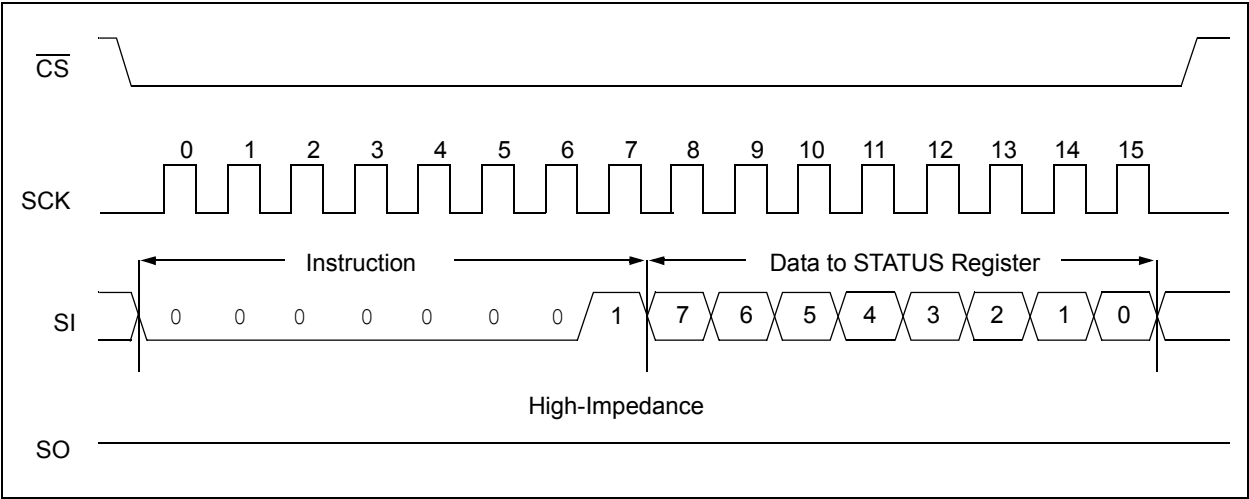 CS
0 1 2 3 4 5 6 7 8 9 10 11 12 13 14 15
SCK
Instruction Data to STATUS Register
SI 0 0 0 0 0 0 0 1 7 6 5 4 3 2 1 0
High-Impedance
SO